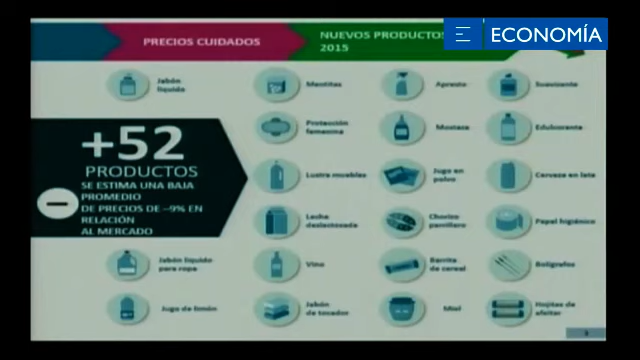 PRECIOS CUIDADOS
NUEVOS PRODUCTOS
2015
E ECONOMÍA
Jabón
líquido
Mentitas
Apresto
Suavizante
+52
PRODUCTOS
SE ESTIMA UNA BAJA
PROMEDIO
DE PRECIOS DE –9% EN
RELACIÓN
AL MERCADO
Protección
femenina
Mostaza
Edulcorante
Lustra muebles
Jugo en
polvo
Cerveza en lata
Leche
deslactosada
Chorizo
parrillero
Papel higiénico
Jabón líquido
para ropa
Vino
Barrita
de cereal
Bolígrafos
Jugo de limón
Jabón
de tocador
Miel
Hojitas de
afeitar